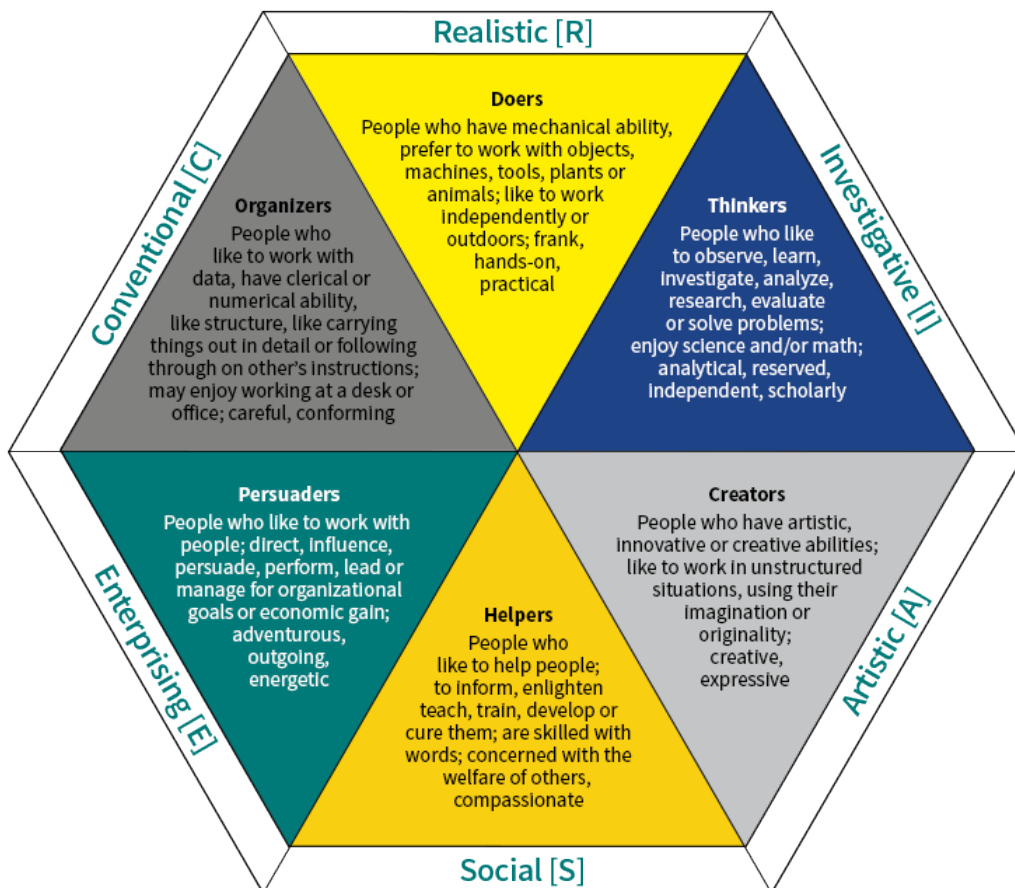 Realistic [R]
Doers
People who have mechanical ability,
prefer to work with objects,
machines, tools, plants or
animals; like to work
independently or
outdoors; frank,
hands-on,
practical
Investigative [I]
Thinkers
People who like
to observe, learn,
investigate, analyze,
research, evaluate
or solve problems;
enjoy science and/or math;
analytical, reserved,
independent, scholarly
Artistic [A]
Creators
People who have artistic,
innovative or creative abilities;
like to work in unstructured
situations, using their
imagination or
originality;
creative,
expressive
Social [S]
Helpers
People who
like to help people;
to inform, enlighten
teach, train, develop or
cure them; are skilled with
words; concerned with the
welfare of others,
compassionate
Enterprising [E]
Persuaders
People who like to work with
people; direct, influence,
persuade, perform, lead or
manage for organizational
goals or economic gain;
adventurous,
outgoing,
energetic
Conventional [C]
Organizers
People who
like to work with
data, have clerical or
numerical ability,
like structure, like carrying
things out in detail or following
through on other's instructions;
may enjoy working at a desk or
office; careful, conforming